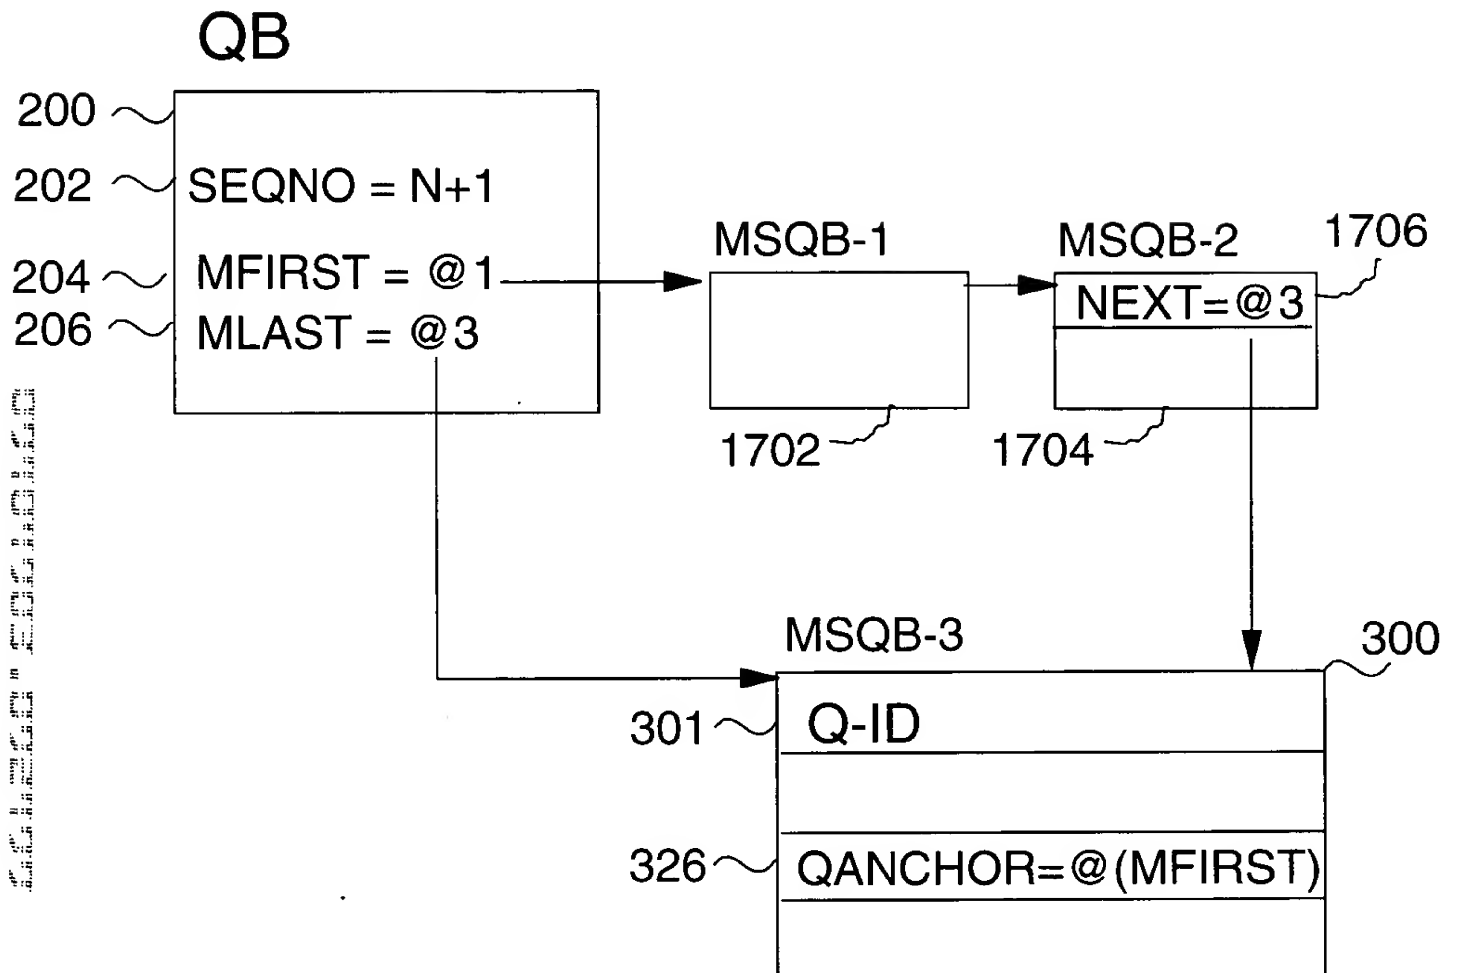 QB
200
202 SEQNO = N+1
204 MFIRST = @1
206 MLAST = @3
MSQB-1
1702
MSQB-2
1706
NEXT=@3
1704
MSQB-3
300
301 Q-ID
326 QANCHOR=@(MFIRST)